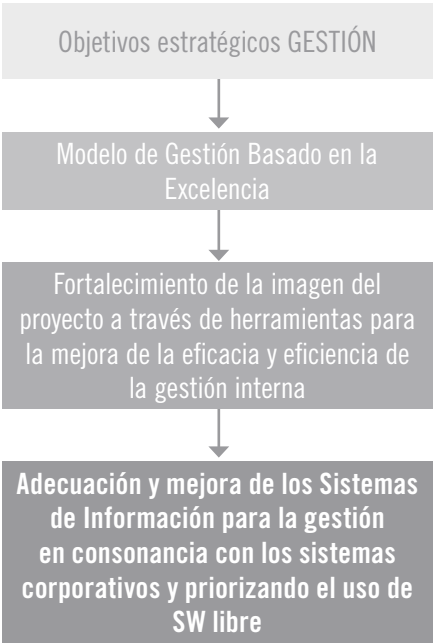 Objetivos estratégicos GESTIÓN
Modelo de Gestión Basado en la
Excelencia
Fortalecimiento de la imagen del
proyecto a través de herramientas para
la mejora de la eficacia y eficiencia de
la gestión interna
Adecuación y mejora de los Sistemas
de Información para la gestión
en consonancia con los sistemas
corporativos y priorizando el uso de
SW libre